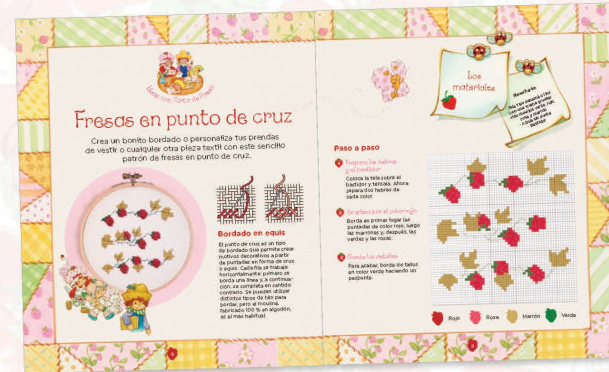 Fresas en punto de cruz
Crea un bonito bordado o personaliza tus prendas
de vestir o cualquier otra pieza textil con este sencillo
patrón de fresas en punto de cruz.
Bordado en equis
El punto de cruz es un tipo
de bordado que permite crear
motivos decorativos a partir
de puntadas en forma de cruz
o equis. Cada fila se trabaja
horizontalmente: primero se
borda una línea y, a continua-
ción, se completa en sentido
contrario. Se pueden utilizar
distintos tipos de hilo para
bordar, pero el mouliné,
fabricado 100 % en algodón,
es el más habitual.
Los
materiales
Necesitarás
Paso a paso
Prepara las hebras
y el bastidor
Coloca la tela sobre el
bastidor y ténsala. Ahora
separa dos hebras de
cada color.
Empieza por el color rojo
Borda en primer lugar las
puntadas de color rojo, luego
las marrones y, después, las
verdes y las rosas.
Borda los detalles
Para acabar, borda los tallos
en color verde haciendo un
pespunte.
Rojo
Rosa
Marrón
Verde